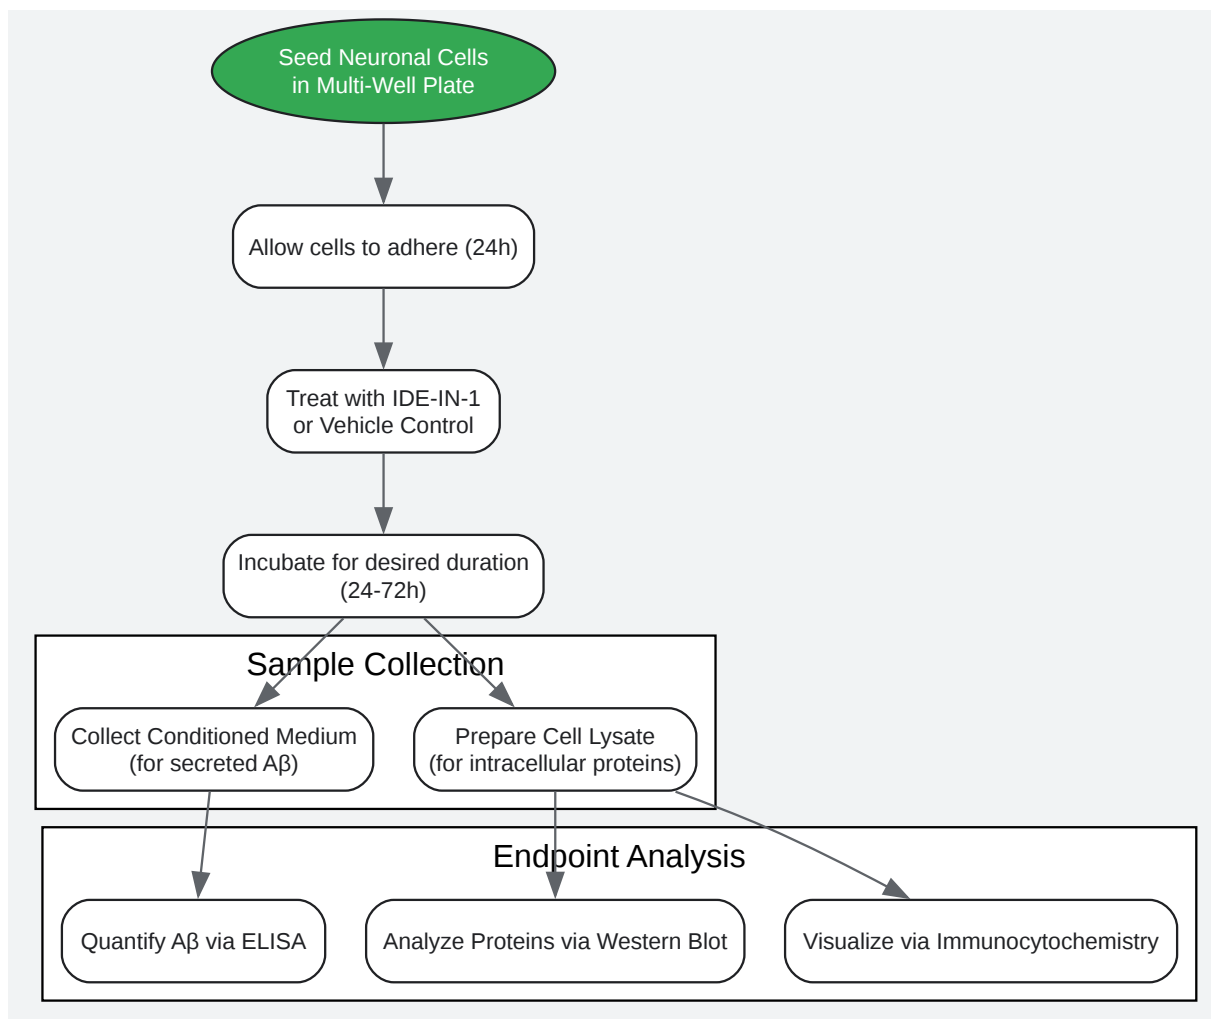 Seed Neuronal Cells
in Multi-Well Plate
Allow cells to adhere (24h)
Treat with IDE-IN-1
or Vehicle Control
Incubate for desired duration
(24-72h)
Sample Collection
Collect Conditioned Medium
(for secreted Aβ)
Prepare Cell Lysate
(for intracellular proteins)
Endpoint Analysis
Quantify Aβ via ELISA
Analyze Proteins via Western Blot
Visualize via Immunocytochemistry